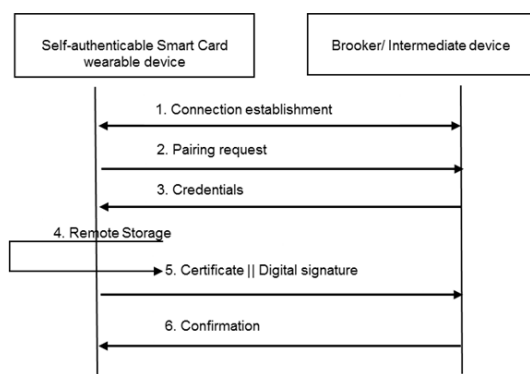 Self-authenticable Smart Card
wearable device
Brooker/ Intermediate device
1. Connection establishment
2. Pairing request
3. Credentials
4. Remote Storage
5. Certificate || Digital signature
6. Confirmation